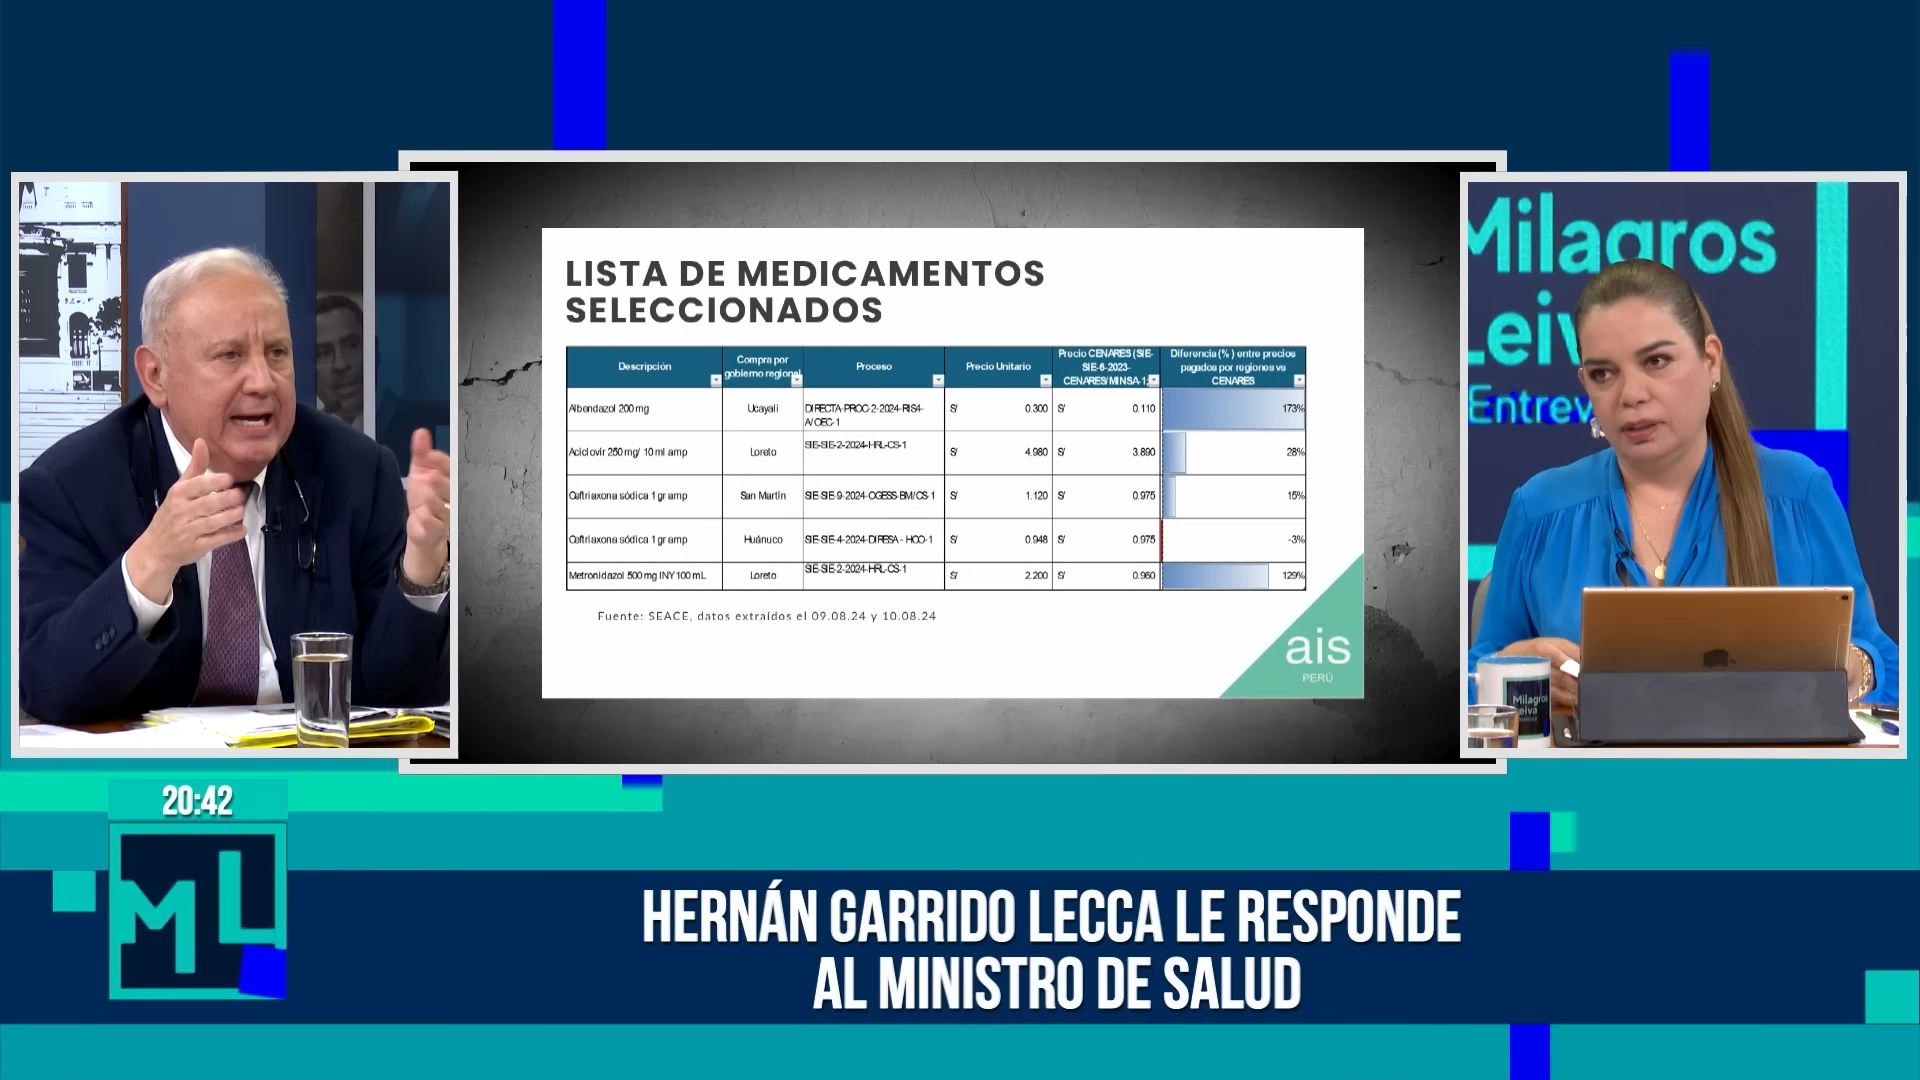 Milagros
Leiva
Entrev
LISTA DE MEDICAMENTOS
SELECCIONADOS
Descripción
Compra por
gobierno regional
Proceso
Precio Unitario
Precio CENARES (SIE-
SIE-6-2023-
CENARES/MINSA-1;
Diferencia (% ) entre precios
pagados por regiones vs
CENARES
Albendazol 200 mg
Ucayali
DIRECTA-PROC-2-2024-RIS4-
A/OEC-1
S/ 0.300
S/ 0.110
173%
Aciclovir 250 mg/ 10 ml amp
Loreto
SIE-SIE-2-2024-HRL-CS-1
S/ 4.980
S/ 3.890
28%
Ceftriaxona sódica 1 gr amp
San Martín
SIE-SIE-9-2024-OGESS-BM/CS-1
S/ 1.120
S/ 0.975
15%
Ceftriaxona sódica 1 gr amp
Huánuco
SIE-SIE-4-2024-DIRESA - HCO-1
S/ 0.948
S/ 0.975
-3%
Metronidazol 500 mg INY 100 mL
Loreto
SIE-SIE-2-2024-HRL-CS-1
S/ 2.200
S/ 0.960
129%
Fuente: SEACE, datos extraídos el 09.08.24 y 10.08.24
ais
PERÚ
Milagros
Leiva
20:42
ML
HERNÁN GARRIDO LECCA LE RESPONDE
AL MINISTRO DE SALUD